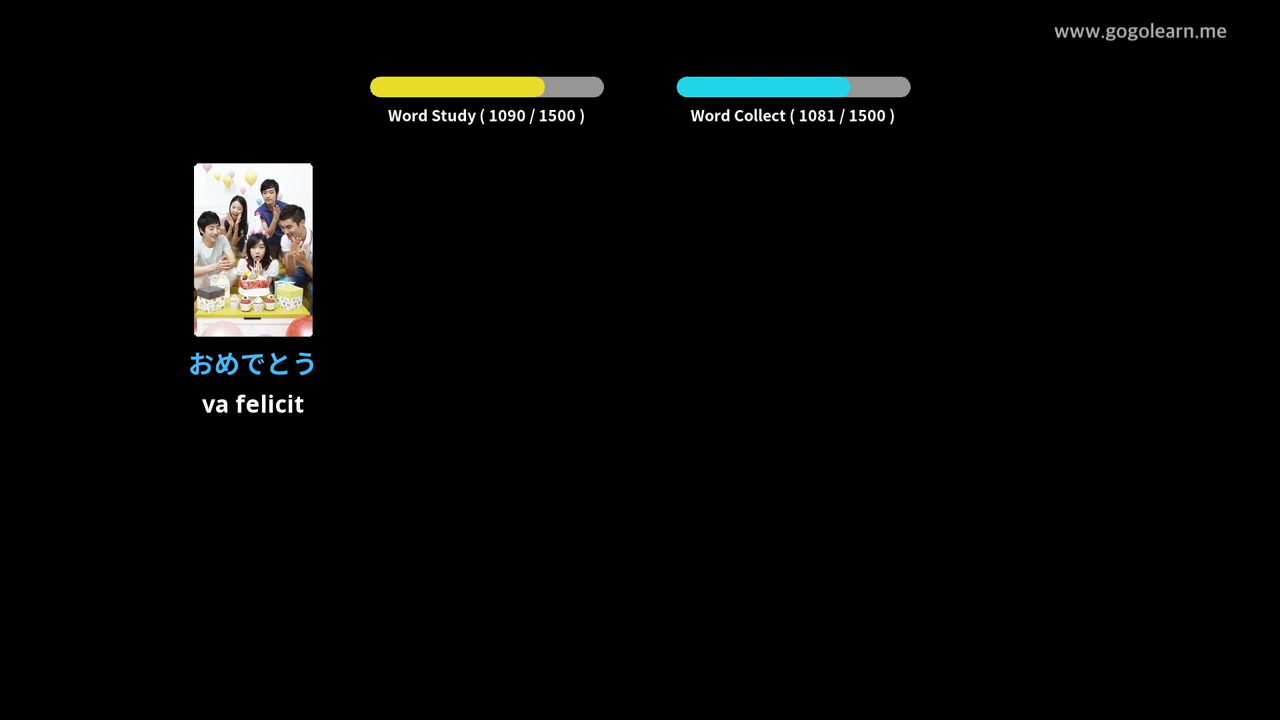 www.gogolearn.me
Word Study ( 1090 / 1500 )
Word Collect ( 1081 / 1500 )
おめでとう
va felicit